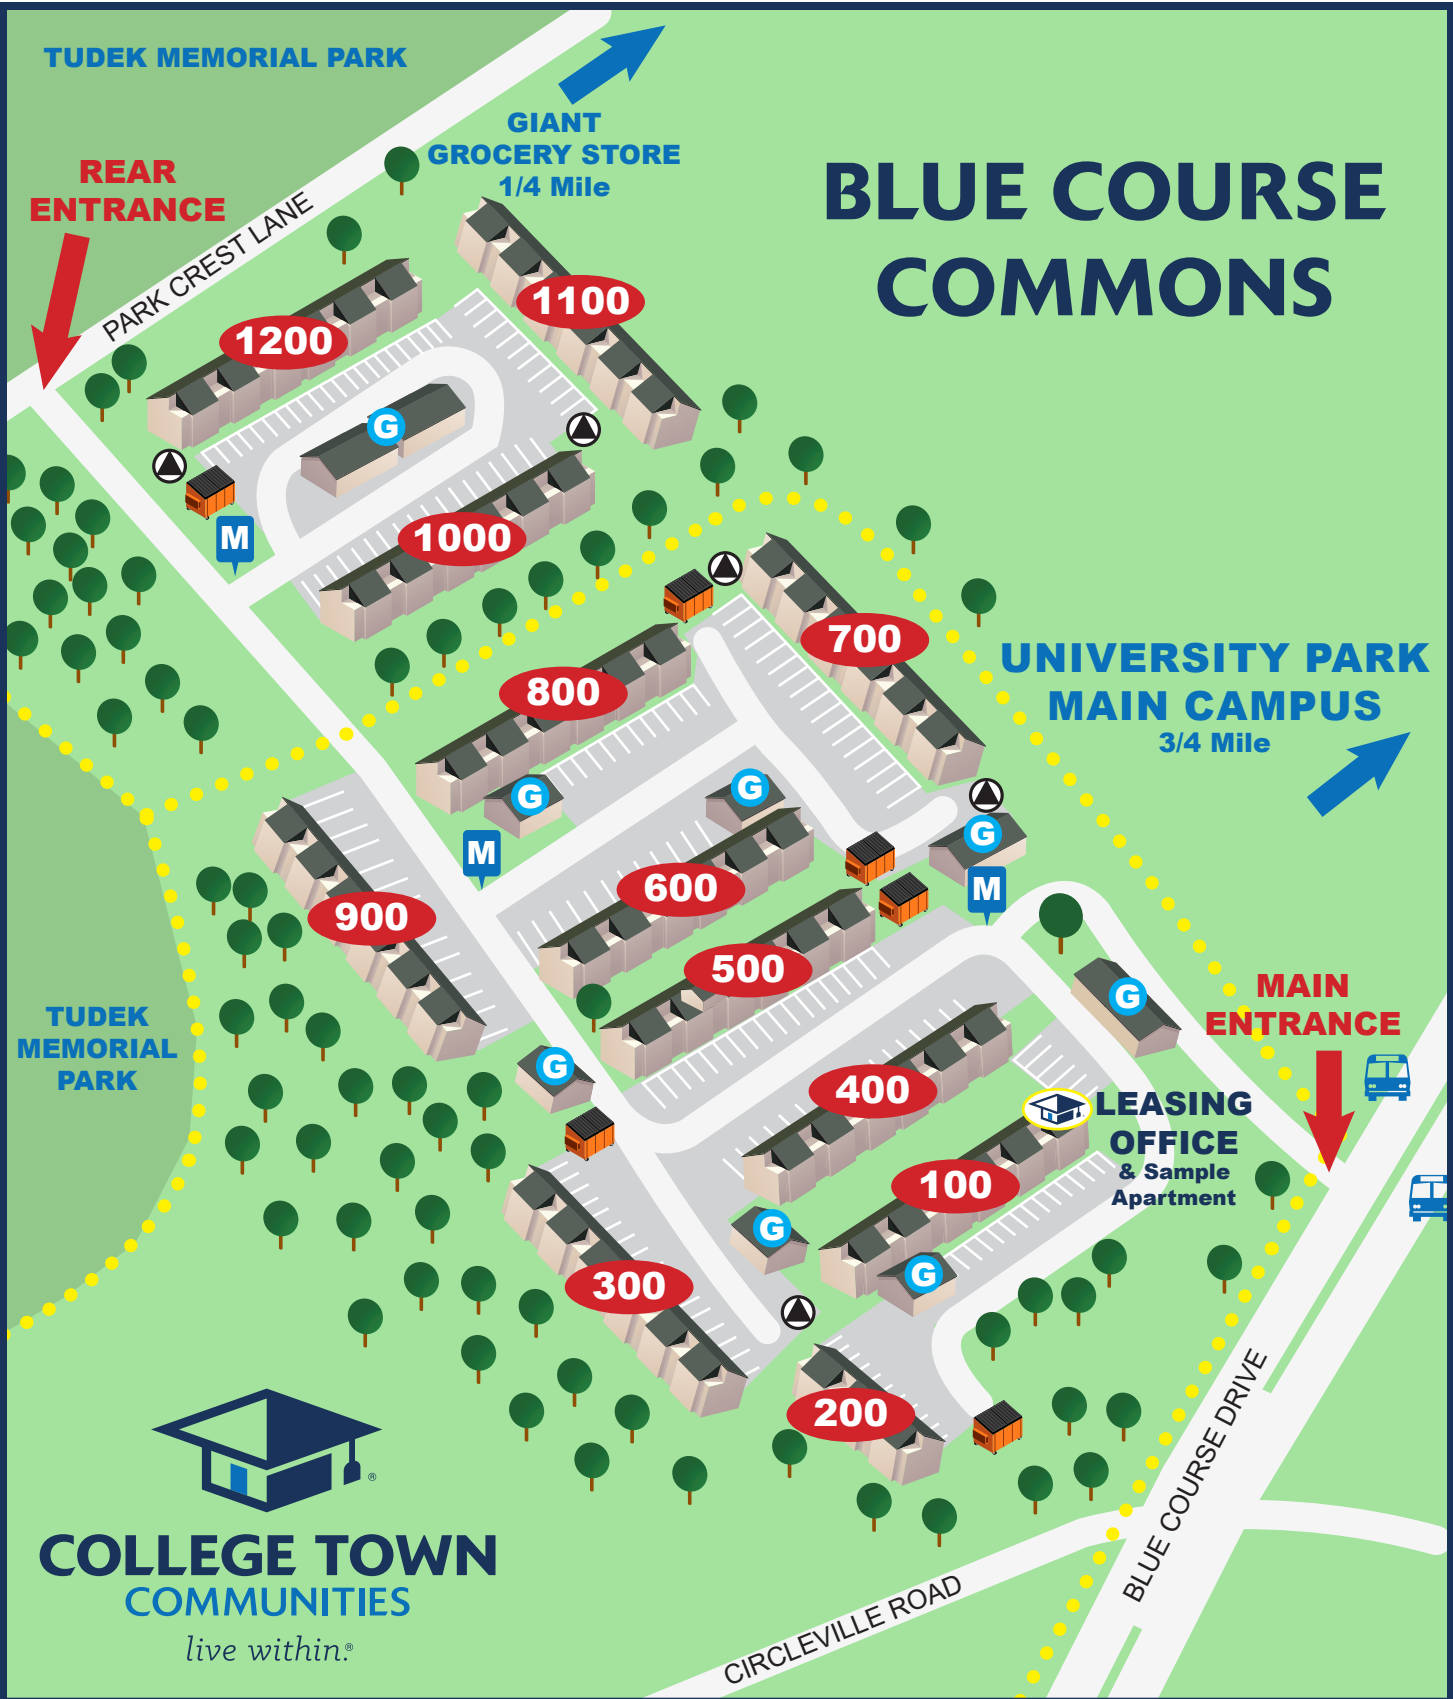 TUDEK MEMORIAL PARK
GIANT
GROCERY STORE
1/4 Mile
REAR
ENTRANCE
PARK CREST LANE
BLUE COURSE
COMMONS
1100
1200
G
1000
M
700
800
UNIVERSITY PARK
MAIN CAMPUS
3/4 Mile
G
G
G
M
600
M
900
500
G
MAIN
ENTRANCE
TUDEK
MEMORIAL
PARK
G
400
LEASING
OFFICE
& Sample
Apartment
100
G
G
300
200
BLUE COURSE DRIVE
CIRCLEVILLE ROAD
®
COLLEGE TOWN
COMMUNITIES
live within.®